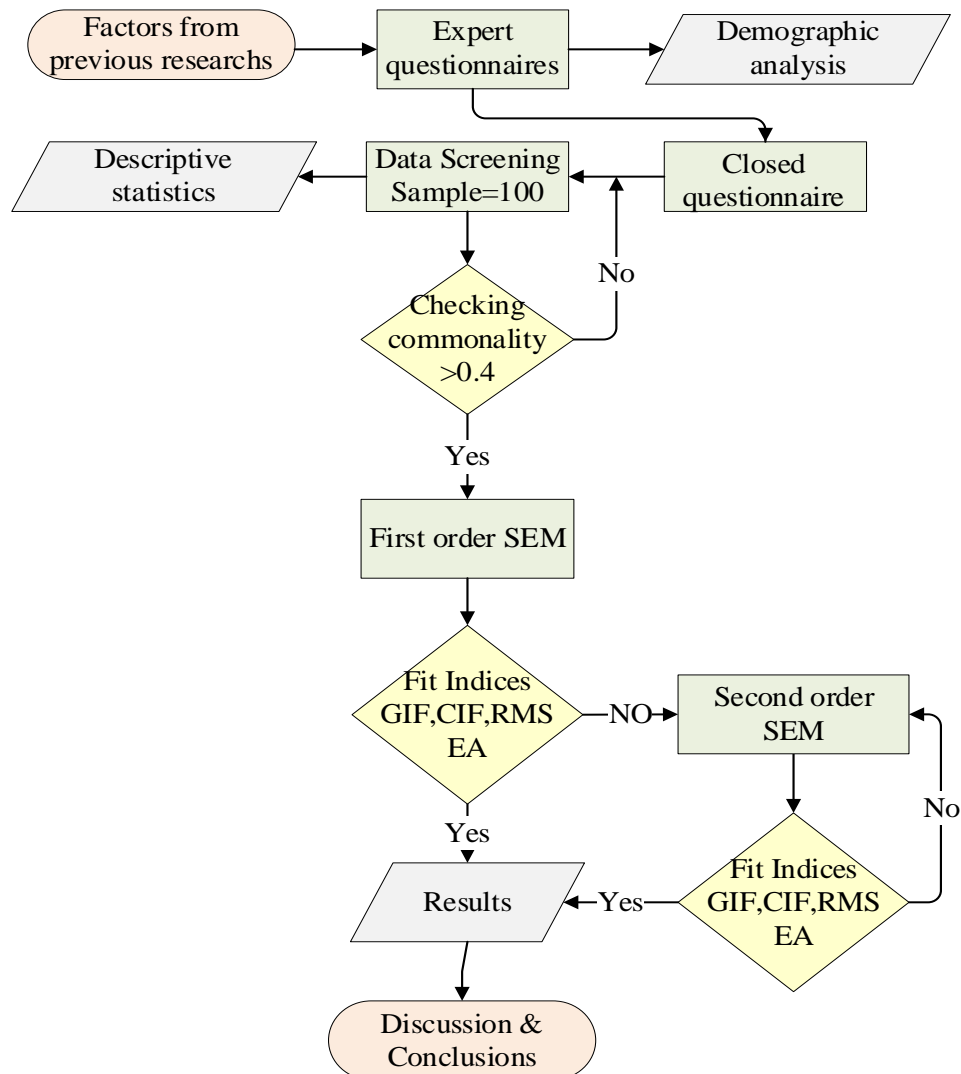 Factors from
previous researchs
Expert
questionnaires
Demographic
analysis
Descriptive
statistics
Data Screening
Sample=100
Closed
questionnaire
No
Checking
commonality
>0.4
Yes
First order SEM
Fit Indices
GIF,CIF,RMS
EA
NO
Second order
SEM
No
Yes
Fit Indices
GIF,CIF,RMS
EA
Yes
Results
Discussion &
Conclusions